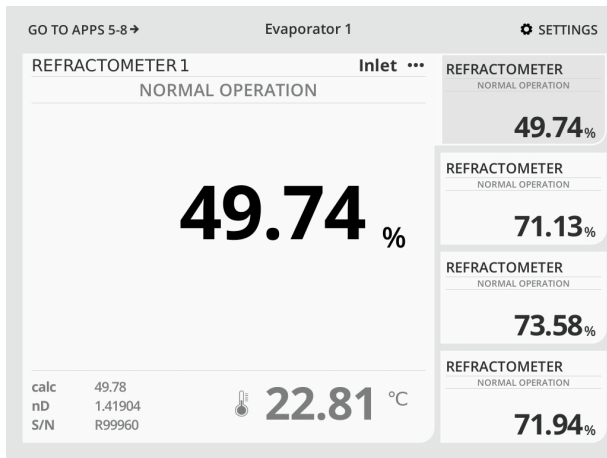 GO TO APPS 5-8→ Evaporator 1 SETTINGS
REFRACTOMETER 1 Inlet •••
NORMAL OPERATION
49.74 %
calc 49.78
nD 1.41904
S/N R99960
22.81 °C
REFRACTOMETER
NORMAL OPERATION
49.74%
REFRACTOMETER
NORMAL OPERATION
71.13%
REFRACTOMETER
NORMAL OPERATION
73.58%
REFRACTOMETER
NORMAL OPERATION
71.94%